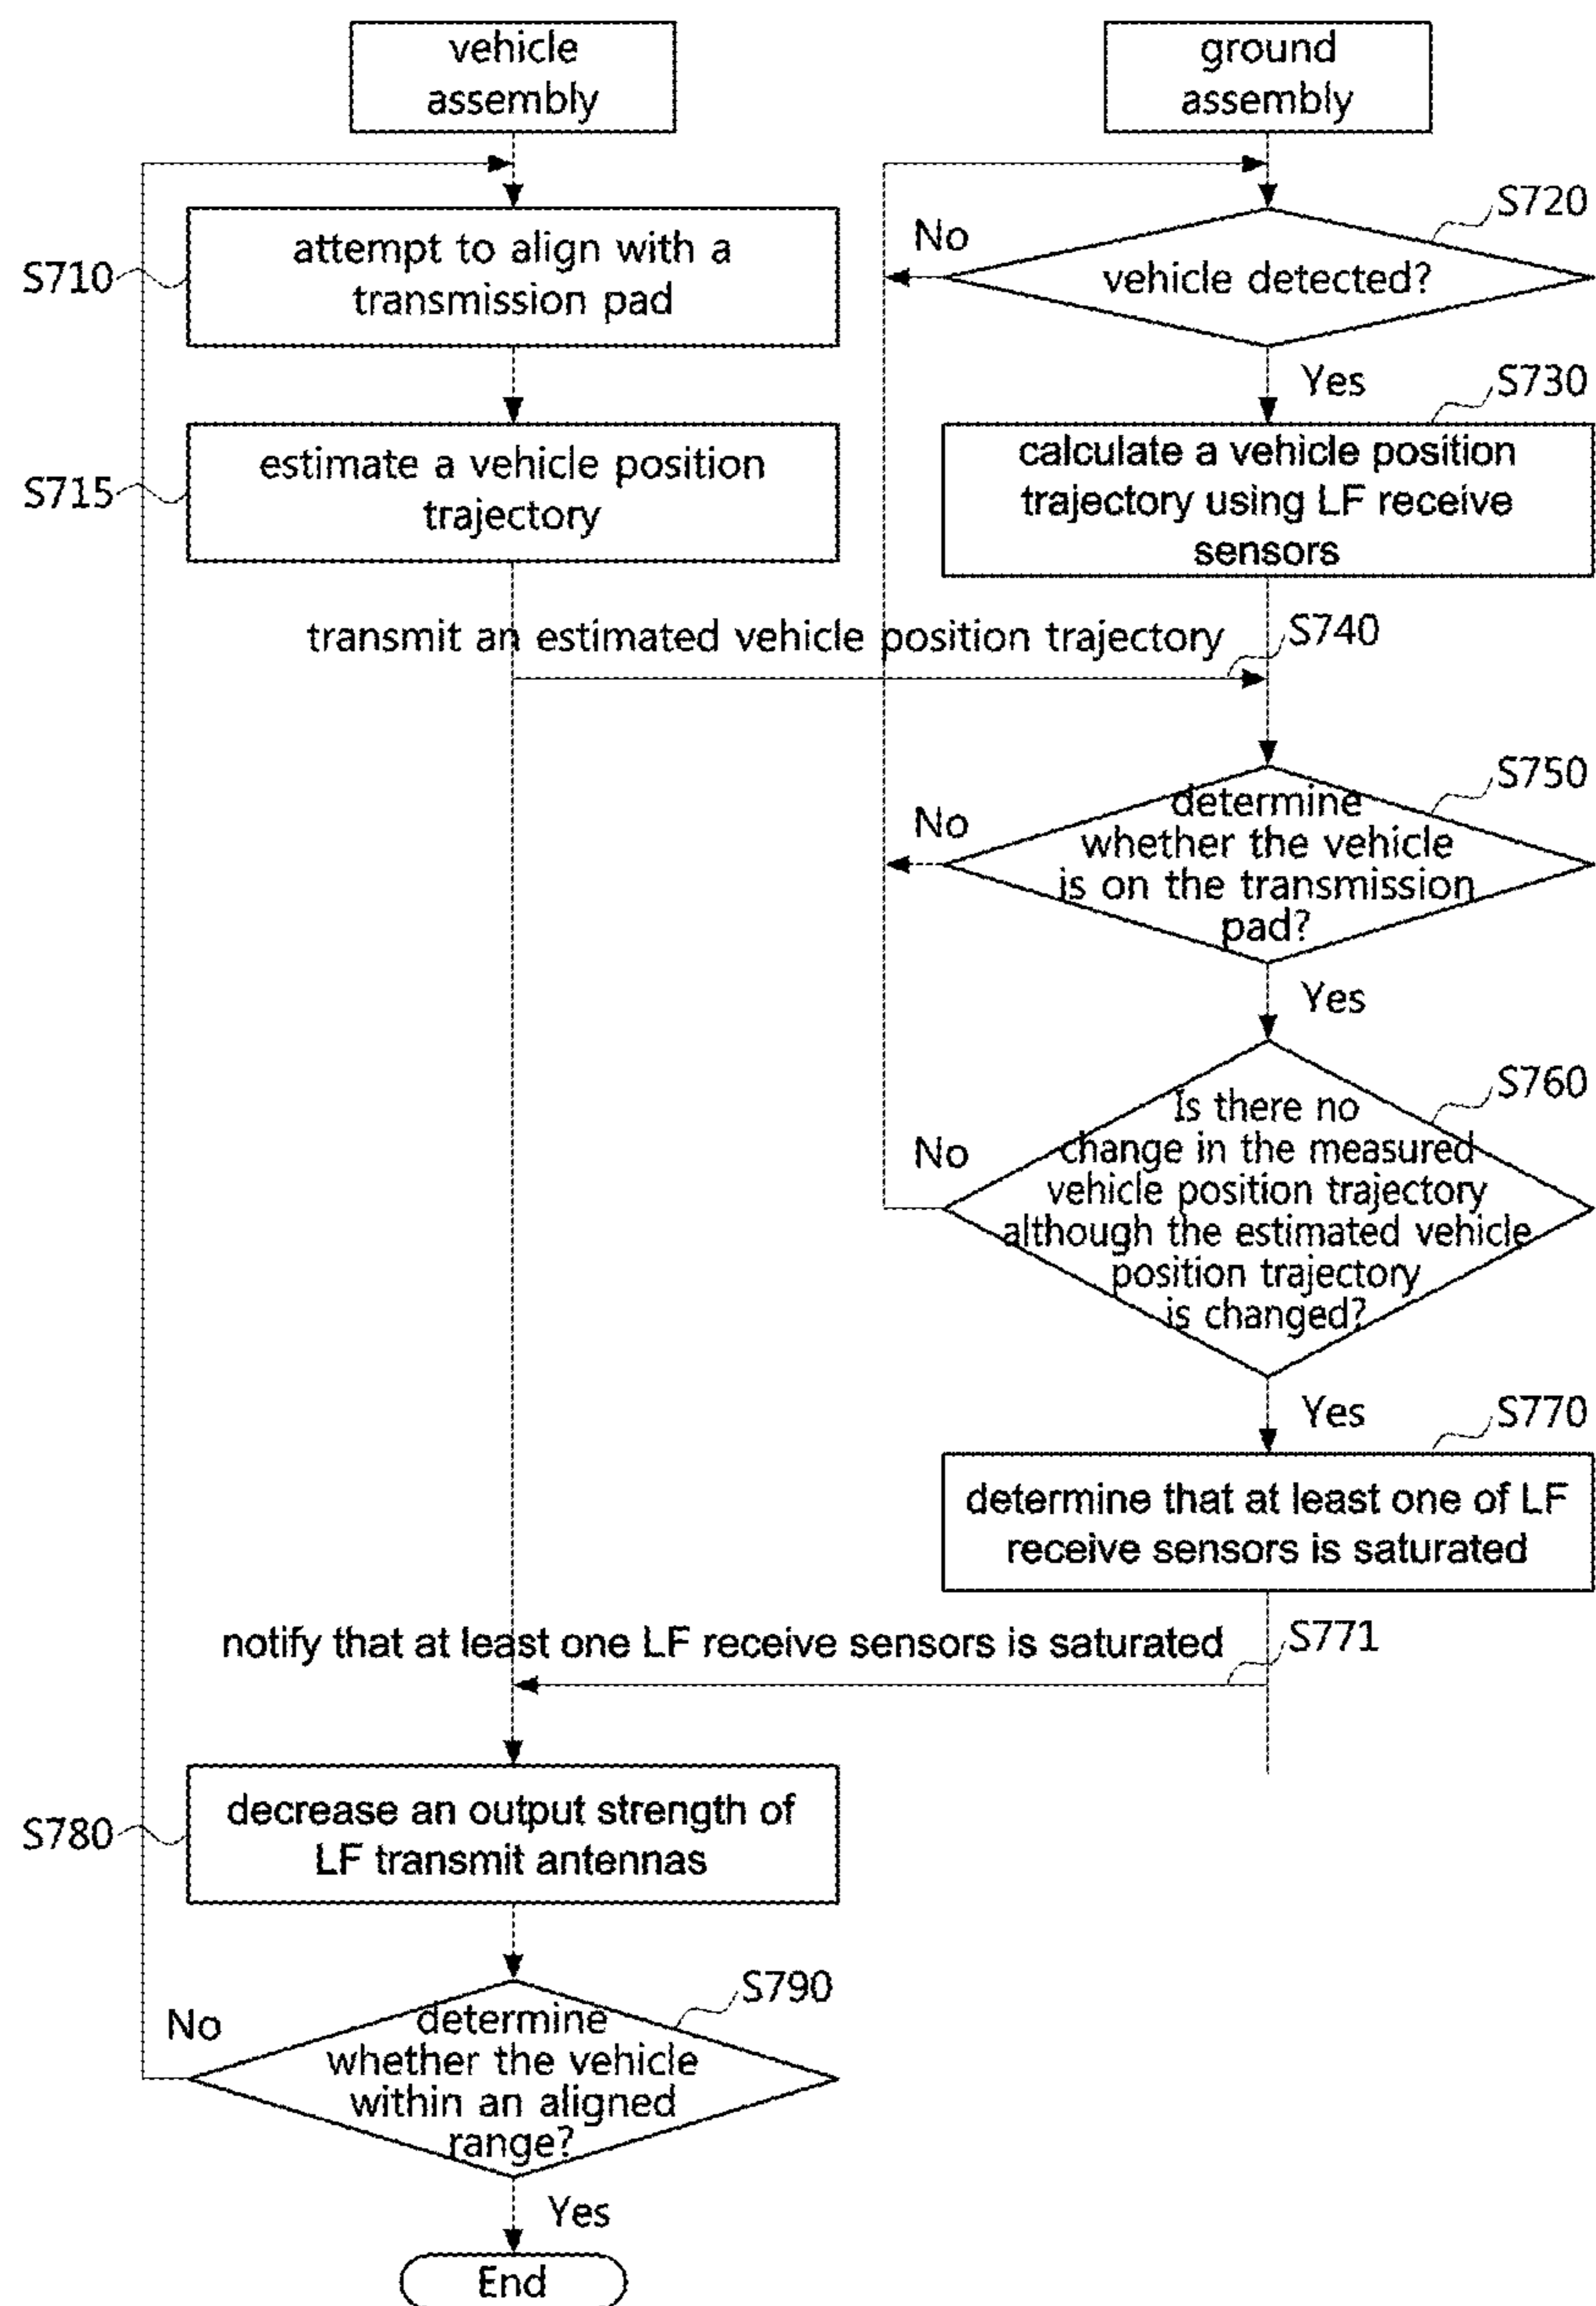 vehicle
assembly
ground
assembly
S710
attempt to align with a
transmission pad
S720
No
vehicle detected?
Yes
S715
estimate a vehicle position
trajectory
S730
calculate a vehicle position
trajectory using LF receive
sensors
transmit an estimated vehicle position trajectory
S740
S750
No
determine
whether the vehicle
is on the transmission
pad?
Yes
S760
No
Is there no
change in the measured
vehicle position trajectory
although the estimated vehicle
position trajectory
is changed?
Yes
S770
determine that at least one of LF
receive sensors is saturated
notify that at least one LF receive sensors is saturated
S771
S780
decrease an output strength of
LF transmit antennas
S790
No
determine
whether the vehicle
within an aligned
range?
Yes
End